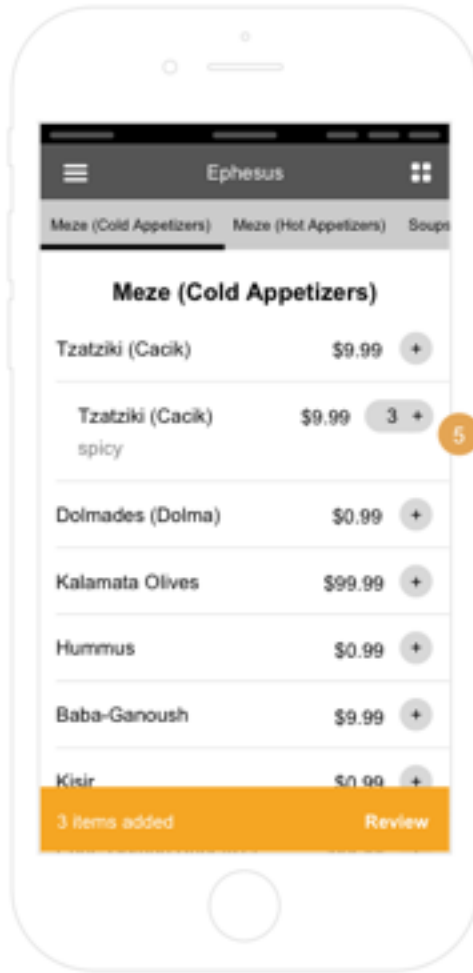 Ephesus
Meze (Cold Appetizers) Meze (Hot Appetizers) Soups
Meze (Cold Appetizers)
Tzatziki (Cacik) $9.99 +
Tzatziki (Cacik) $9.99 3 +
5
spicy
Dolmades (Dolma) $0.99 +
Kalamata Olives $99.99 +
Hummus $0.99 +
Baba-Ganoush $9.99 +
Kisir $0.99 +
3 items added Review